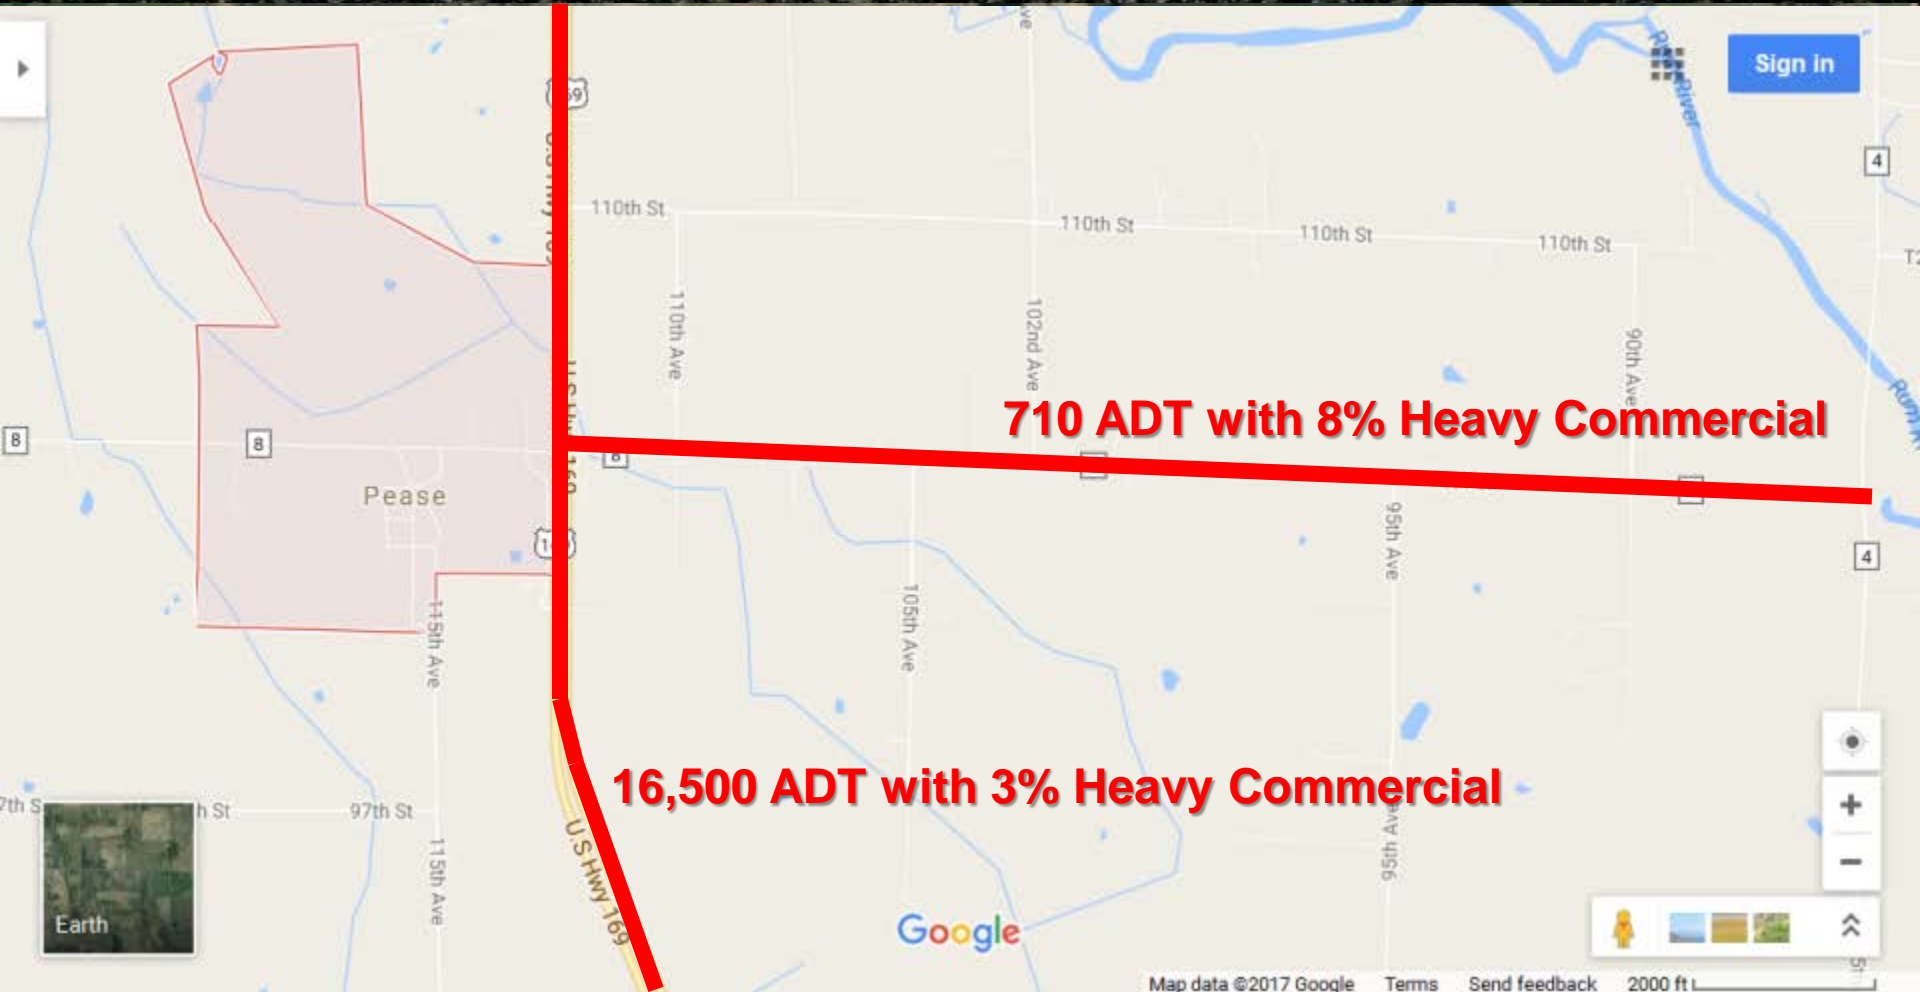 Sign in
River
4
110th St
110th St
110th St
110th St
110th Ave
102nd Ave
90th Ave
710 ADT with 8% Heavy Commercial
8
8
8
Pease
95th Ave
4
115th Ave
105th Ave
16,500 ADT with 3% Heavy Commercial
97th St
h St
115th Ave
95th Ave
U.S Hwy 169
Earth
Google
Map data ©2017 Google Terms Send feedback 2000 ft